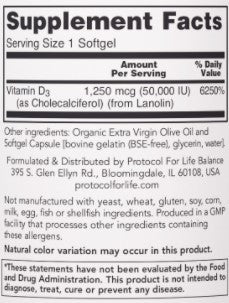 Supplement Facts
Serving Size 1 Softgel
Amount Per Serving % Daily Value
Vitamin D3 1,250 mcg (50,000 IU) 6250%
(as Cholecalciferol) (from Lanolin)
Other ingredients: Organic Extra Virgin Olive Oil and
Softgel Capsule [bovine gelatin (BSE-free), glycerin, water].
Formulated & Distributed by Protocol For Life Balance
395 S. Glen Ellyn Rd., Bloomingdale, IL 60108, USA
protocolforlife.com
Not manufactured with yeast, wheat, gluten, soy, corn,
milk, egg, fish or shellfish ingredients. Produced in a GMP
facility that processes other ingredients containing
these allergens.
Natural color variation may occur in this product.
*These statements have not been evaluated by the Food
and Drug Administration. This product is not intended to
diagnose, treat, cure or prevent any disease.